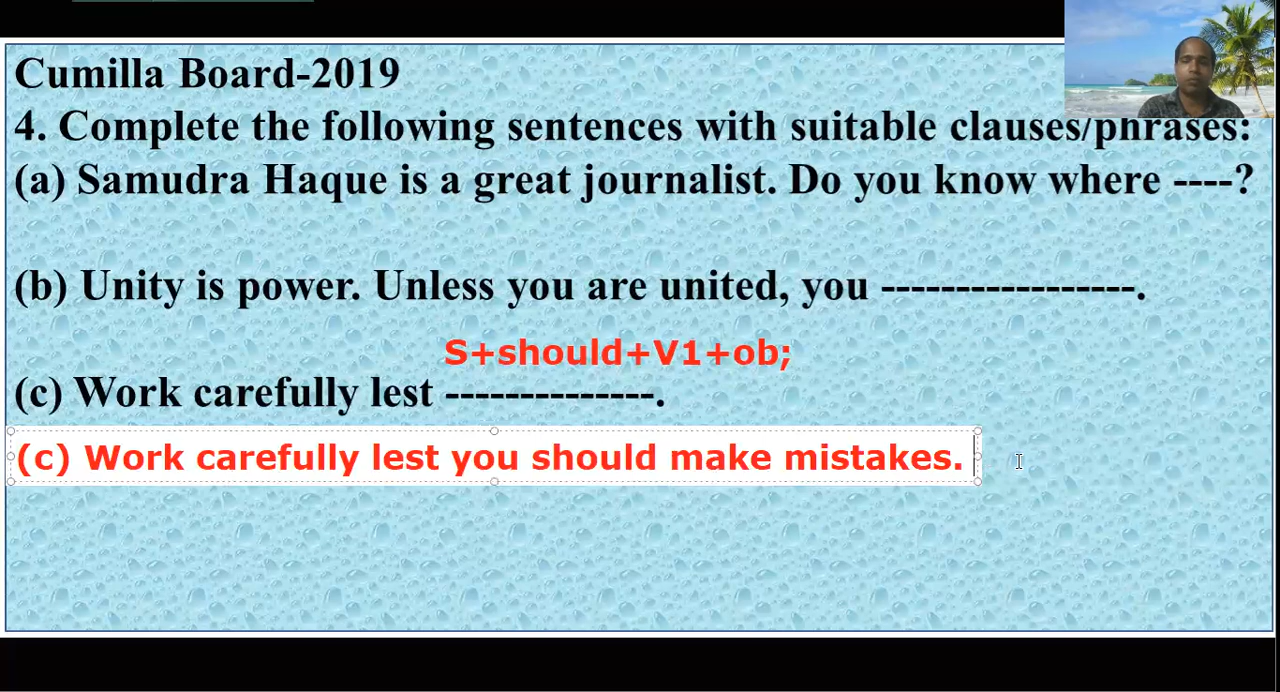 Cumilla Board-2019
4. Complete the following sentences with suitable clauses/phrases:
(a) Samudra Haque is a great journalist. Do you know where ----?
(b) Unity is power. Unless you are united, you -----------------.
S+should+V1+ob;
(c) Work carefully lest --------------.
(c) Work carefully lest you should make mistakes.